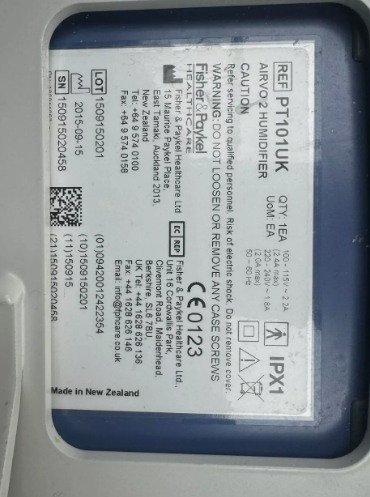 REF PT101UK
QTY: 1EA
UoM: EA
AIRVO 2 HUMIDIFIER
100 - 115V ~ 2.2A
(2.4A max)
220 - 240V ~ 1.8A
(2.0A max)
50 - 60 Hz
IPX1
CAUTION
Refer servicing to qualified personnel. Risk of electric shock. Do not remove cover.
WARNING: DO NOT LOOSEN OR REMOVE ANY CASE SCREWS
Fisher&Paykel
HEALTHCARE
CE0123
Fisher & Paykel Healthcare Ltd
15 Maurice Paykel Place,
East Tamaki, Auckland 2013,
New Zealand
Tel: +64 9 574 0100
Fax: +64 9 574 0158
EC REP
Fisher & Paykel Healthcare Ltd.,
Unit 16, Cordwallis Park,
Clivemont Road, Maidenhead,
Berkshire, SL6 7BU,
UK Tel: +44 1628 626 136
Fax: +44 1628 626 146
Email: info@fphcare.co.uk
LOT 1509150201
2015-09-15
SN 150915020458
(01)09420012422354
(10)1509150201
(11)150915
(21)150915020458
Made in New Zealand